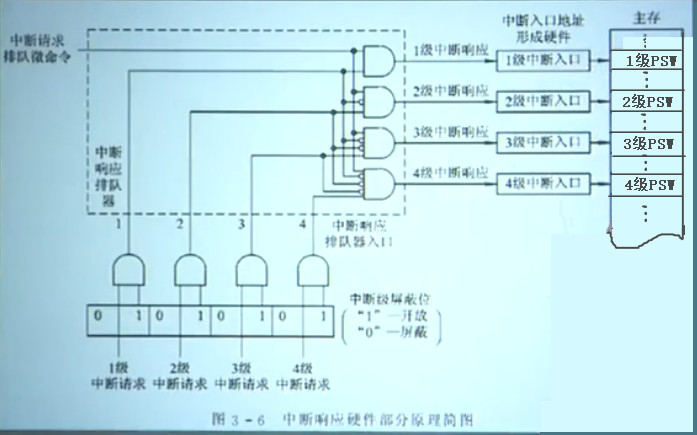 中断请求
排队微命令
中断入口地址
形成硬件
主存
1级中断响应
1级中断入口
1级PSW
2级中断响应
2级中断入口
2级PSW
3级中断响应
3级中断入口
3级PSW
4级中断响应
4级中断入口
4级PSW
中断
响应
排队
器
1
2
3
4
中断响应
排队器入口
0 1 0 1 0 1 0 1
中断级屏蔽位
“1”—开放
“0”—屏蔽
1级
中断请求
2级
中断请求
3级
中断请求
4级
中断请求
图3-6 中断响应硬件部分原理简图